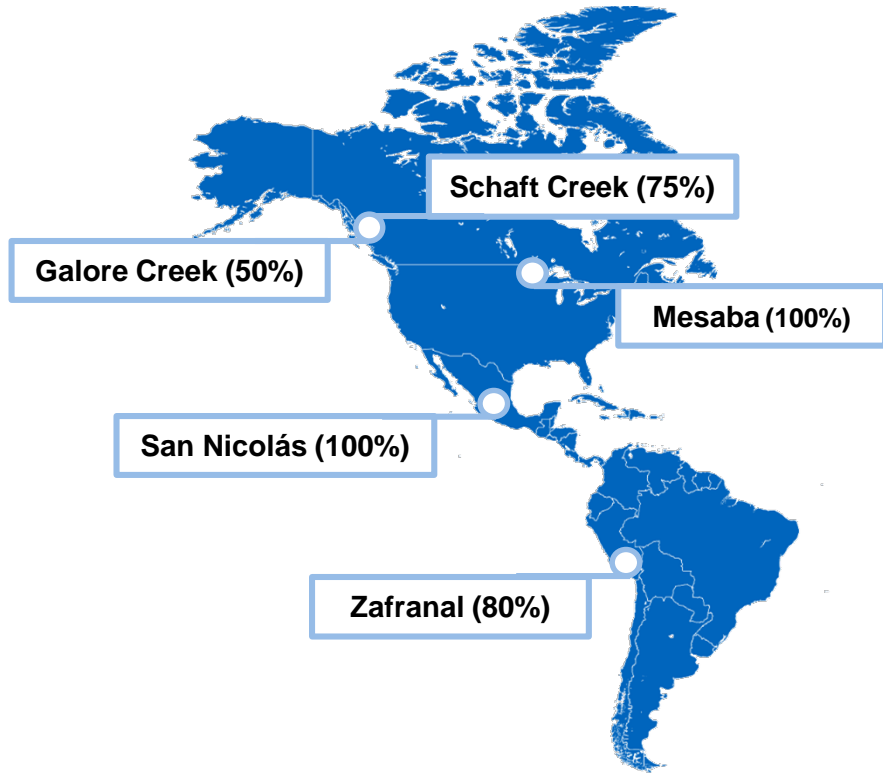 Schaft Creek (75%)
Galore Creek (50%)
Mesaba (100%)
San Nicolás (100%)
Zafranal (80%)